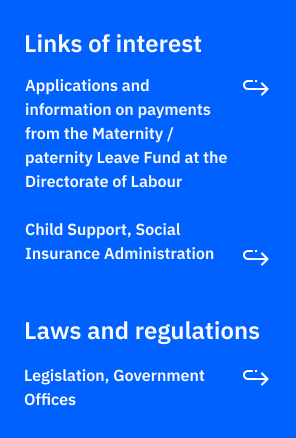 Links of interest
Applications and
information on payments
from the Maternity /
paternity Leave Fund at the
Directorate of Labour
Child Support, Social
Insurance Administration
Laws and regulations
Legislation, Government
Offices